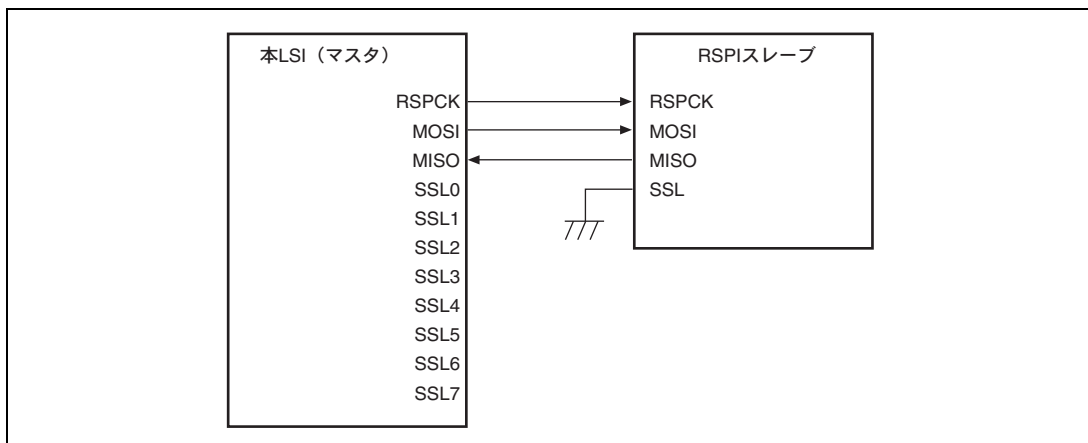 本LSI（マスタ）
RSPCK
MOSI
MISO
SSL0
SSL1
SSL2
SSL3
SSL4
SSL5
SSL6
SSL7
RSPIスレーブ
RSPCK
MOSI
MISO
SSL